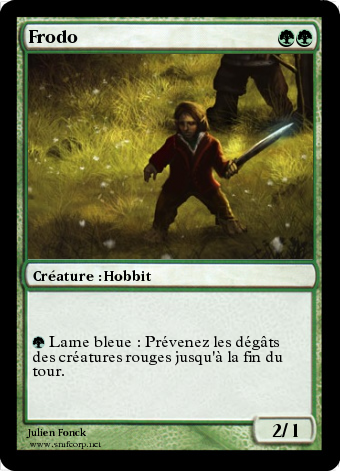 Frodo
Créature : Hobbit
Lame bleue : Prévenez les dégâts
des créatures rouges jusqu'à la fin du
tour.
Julien Fonck
www.snifcorp.net
2/1